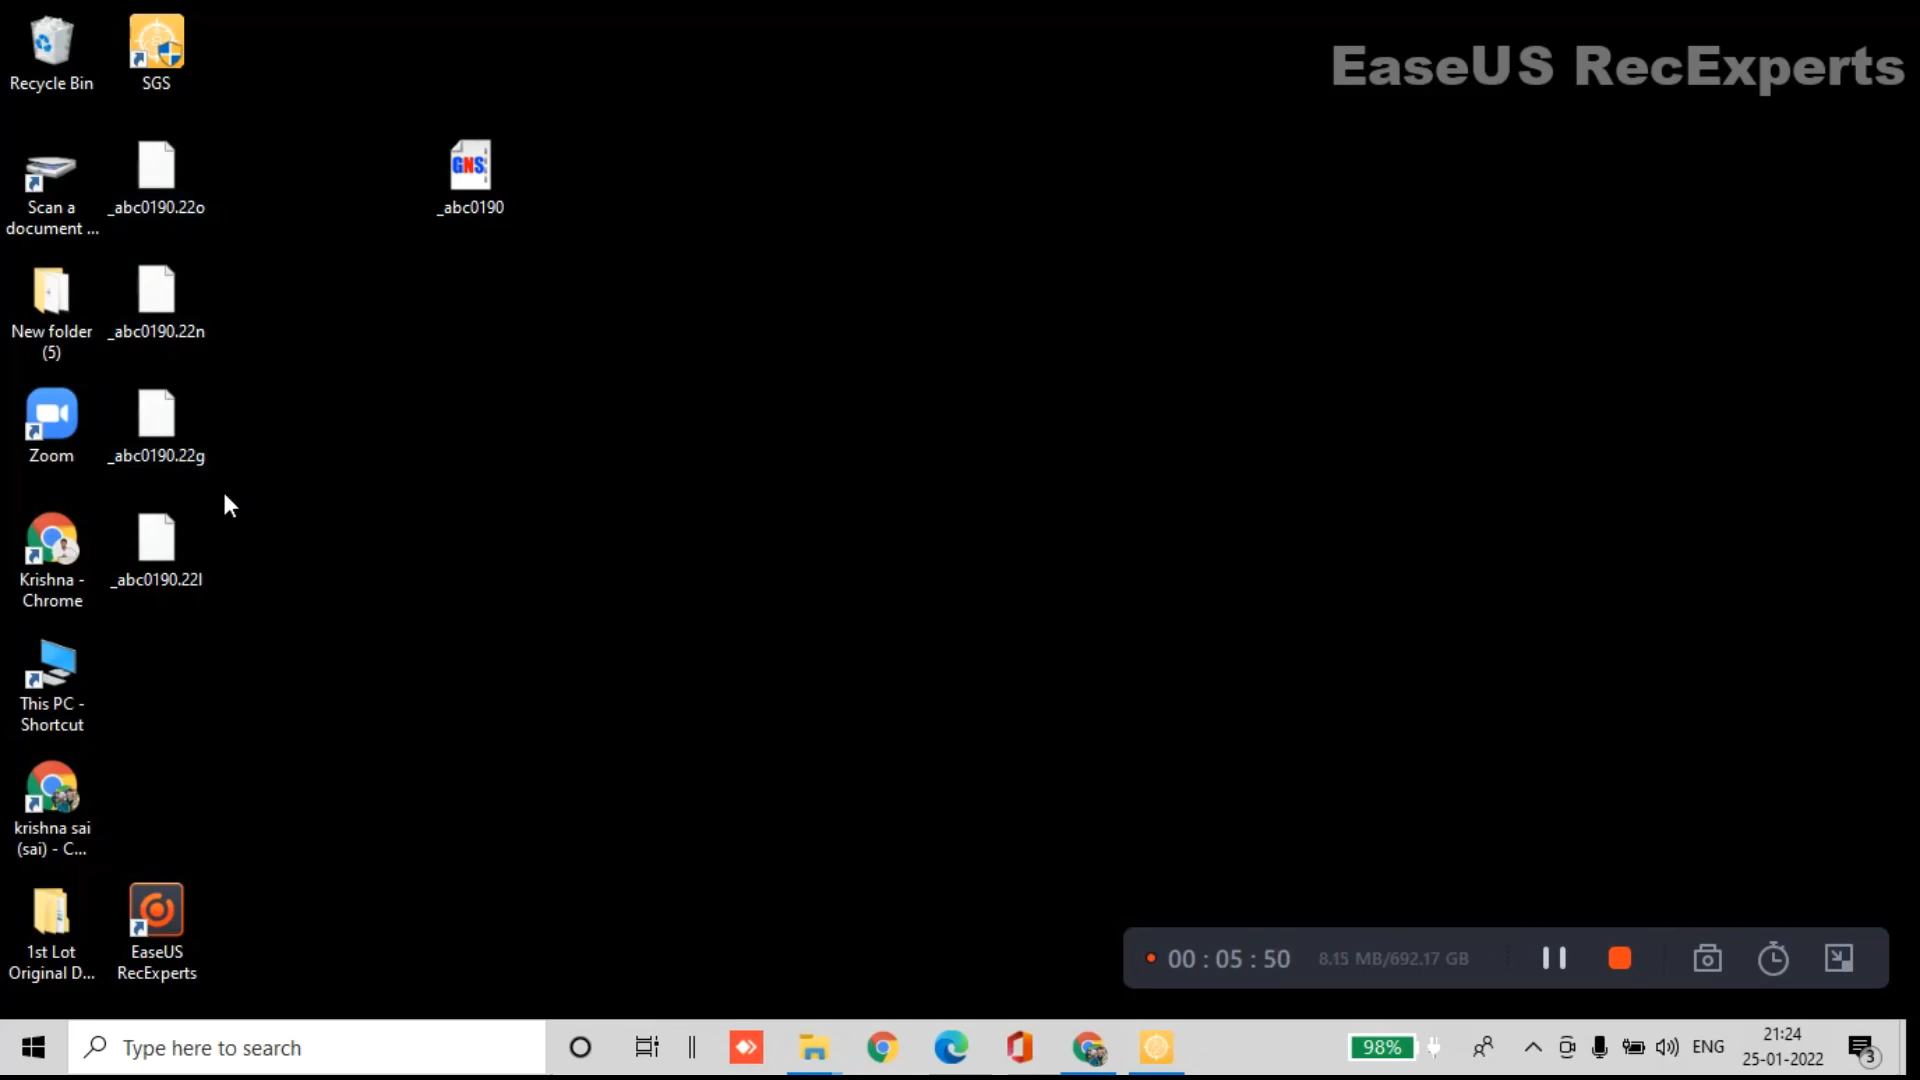 EaseUS RecExperts
Recycle Bin
SGS
Scan a
document ...
_abc0190.22o
GNS
_abc0190
New folder
(5)
_abc0190.22n
Zoom
_abc0190.22g
Krishna -
Chrome
_abc0190.22l
This PC -
Shortcut
krishna sai
(sai) - C...
1st Lot
Original D...
EaseUS
RecExperts
00 : 05 : 50
8.15 MB/692.17 GB
Type here to search
98%
ENG
21:24
25-01-2022
3